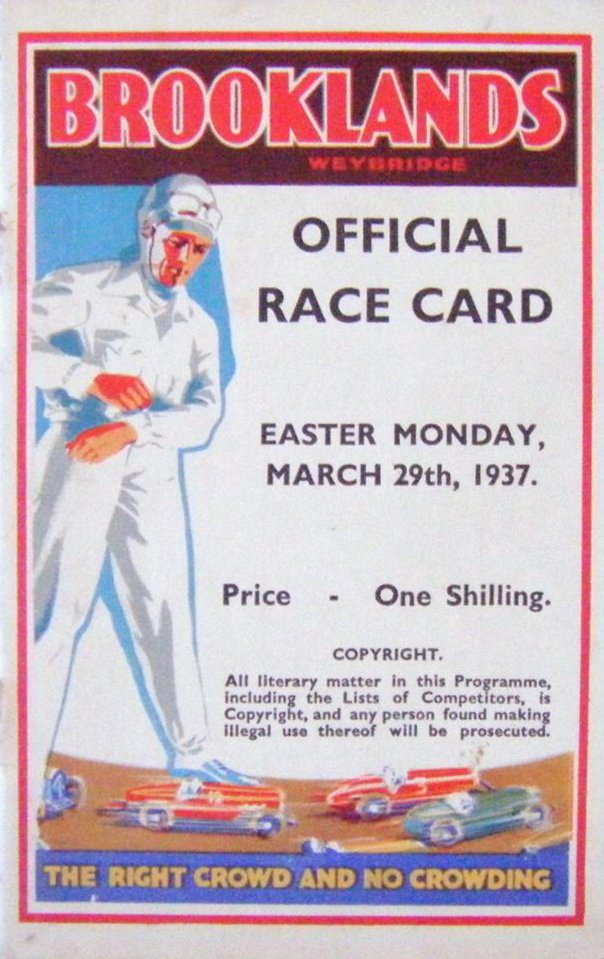 BROOKLANDS
WEYBRIDGE
OFFICIAL
RACE CARD
EASTER MONDAY,
MARCH 29th, 1937.
Price - One Shilling.
COPYRIGHT.
All literary matter in this Programme,
including the Lists of Competitors, is
Copyright, and any person found making
illegal use thereof will be prosecuted.
THE RIGHT CROWD AND NO CROWDING